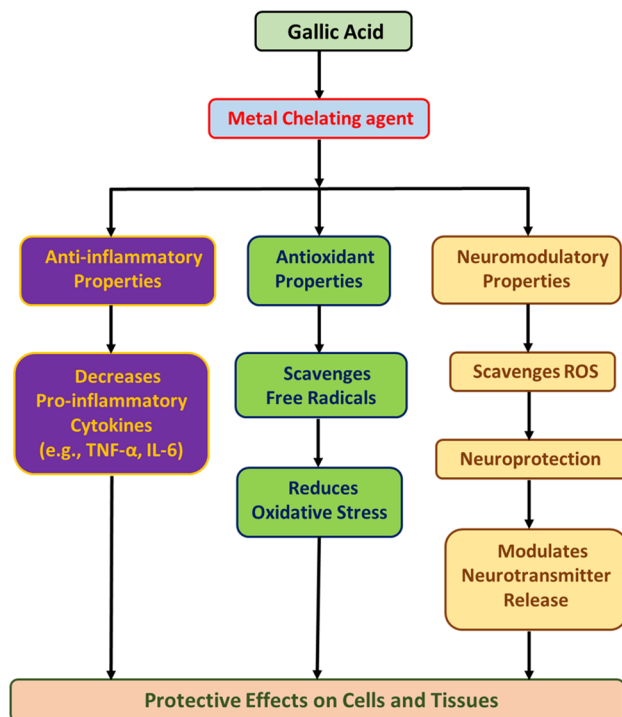 Gallic Acid
Metal Chelating agent
Anti-inflammatory
Properties
Decreases
Pro-inflammatory
Cytokines
(e.g., TNF-α, IL-6)
Antioxidant
Properties
Scavenges
Free Radicals
Reduces
Oxidative Stress
Neuromodulatory
Properties
Scavenges ROS
Neuroprotection
Modulates
Neurotransmitter
Release
Protective Effects on Cells and Tissues